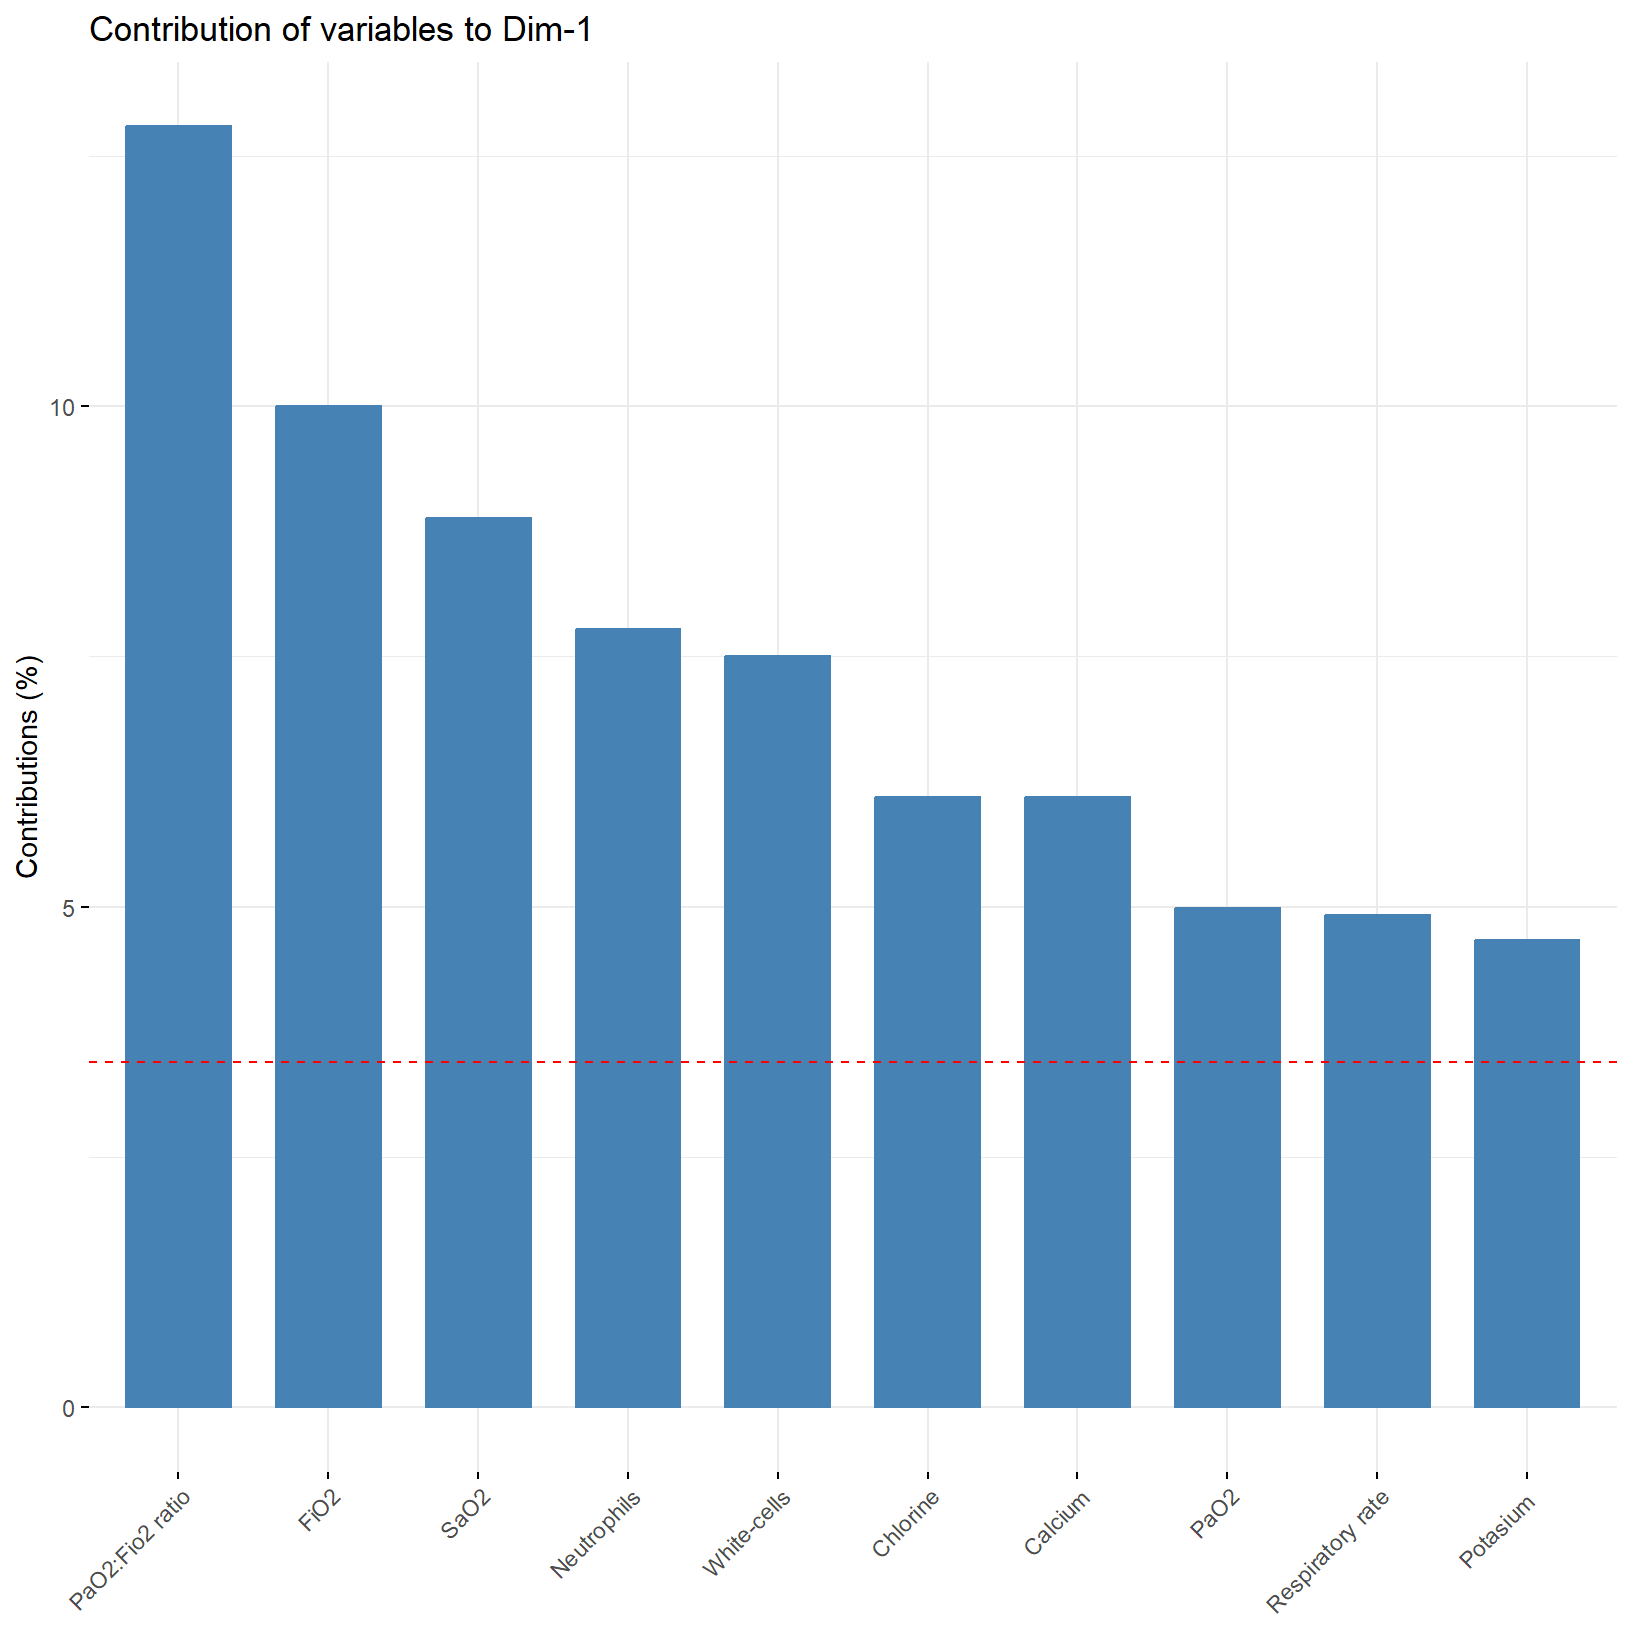 Contribution of variables to Dim-1
Contributions (%)
10
5
0
PaO2:Fio2 ratio
FiO2
SaO2
Neutrophils
White-cells
Chlorine
Calcium
PaO2
Respiratory rate
Potasium